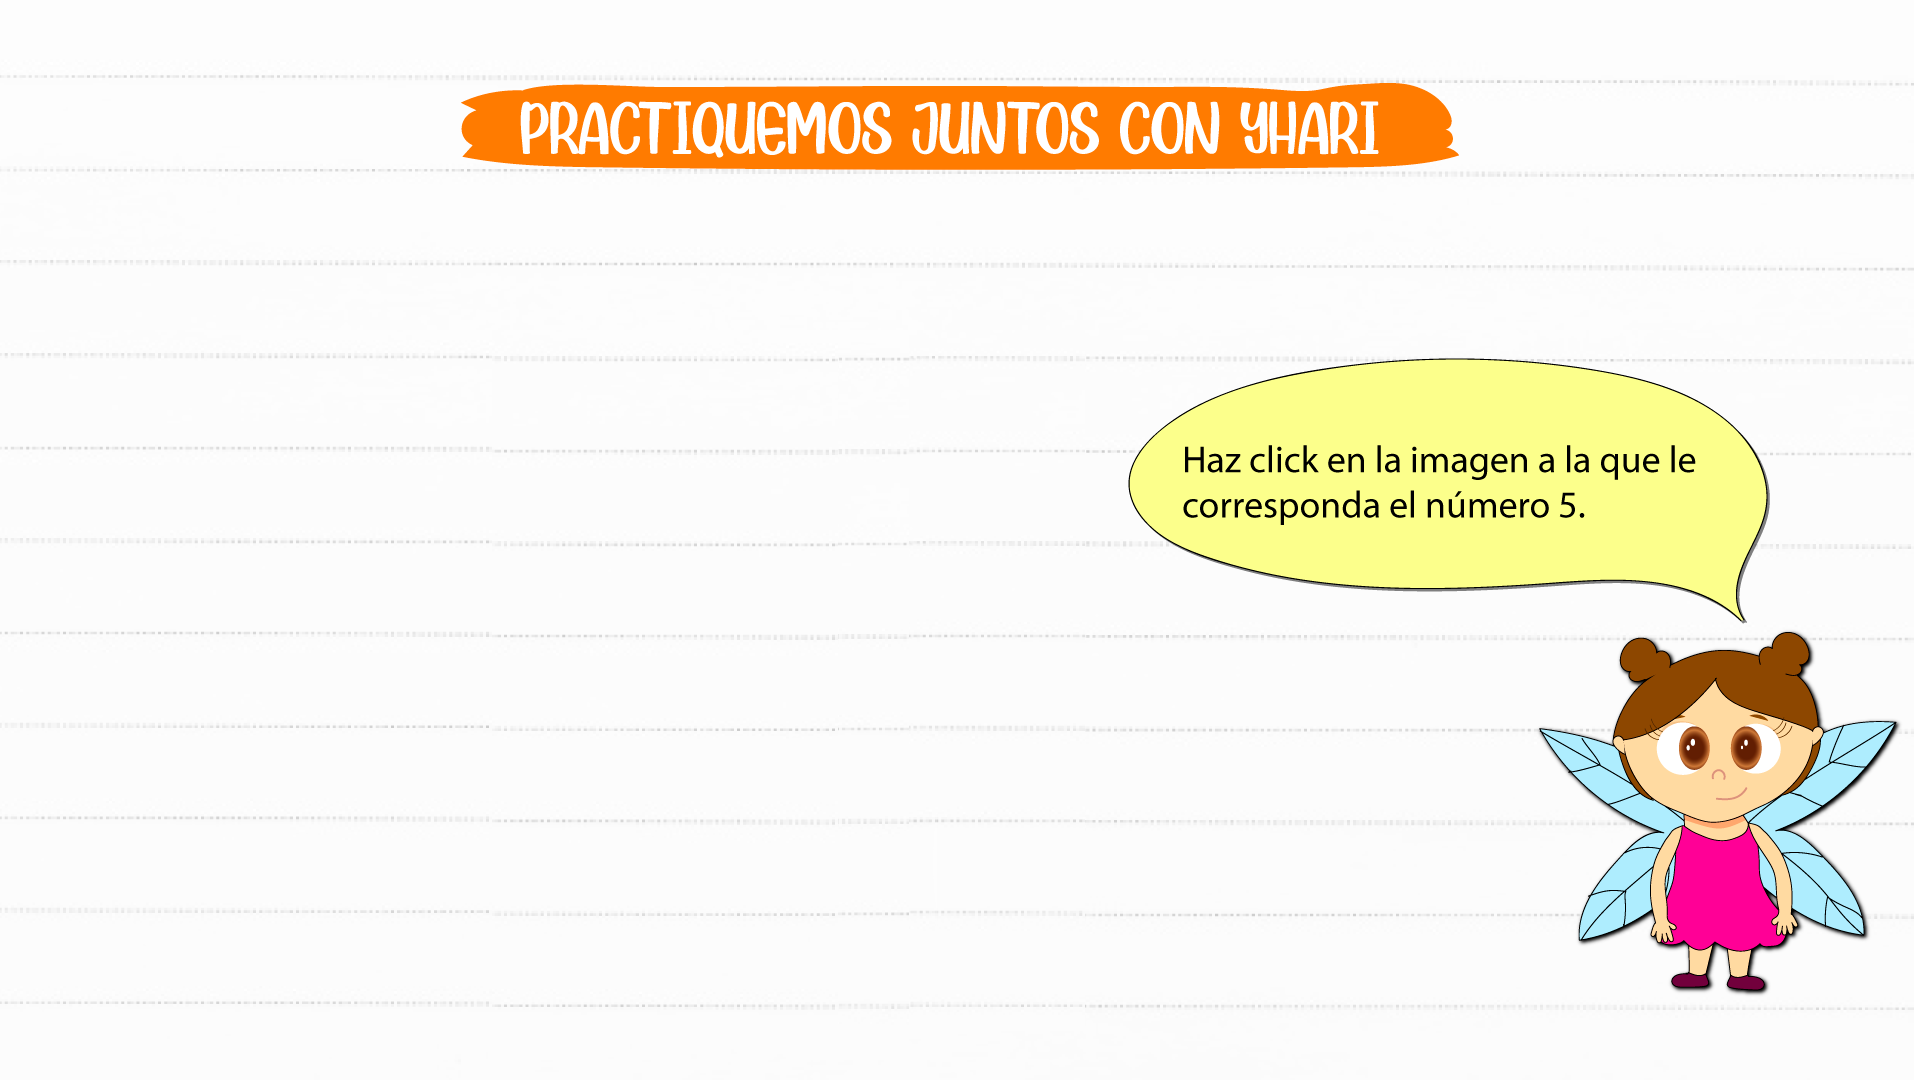 PRACTIQUEMOS JUNTOS CON YHARI
Haz click en la imagen a la que le
corresponda el número 5.